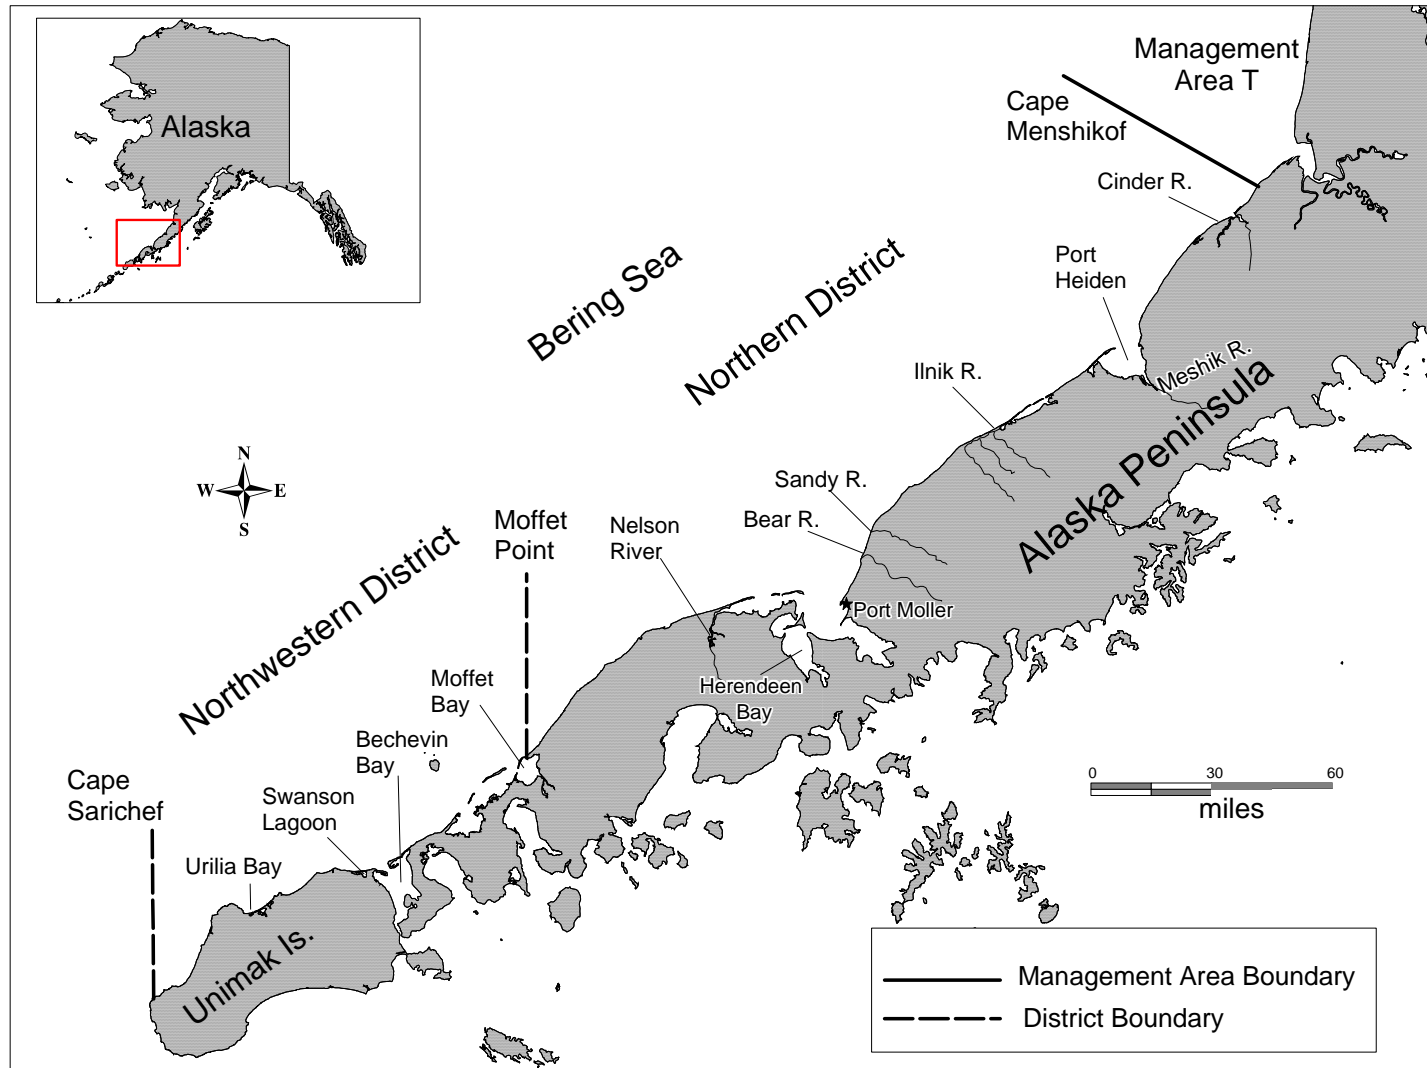 Alaska
Management
Area T
Cape
Menshikof
Cinder R.
Port
Heiden
Bering Sea
Northern District
Meshik R.
Ilnik R.
Alaska Peninsula
N
W
E
S
Sandy R.
Bear R.
Moffet
Point
Nelson
River
Northwestern District
Port Moller
Moffet
Bay
Herendeen
Bay
Bechevin
Bay
Cape
Sarichef
Swanson
Lagoon
Urilia Bay
Unimak Is.
0 30 60
miles
Management Area Boundary
District Boundary